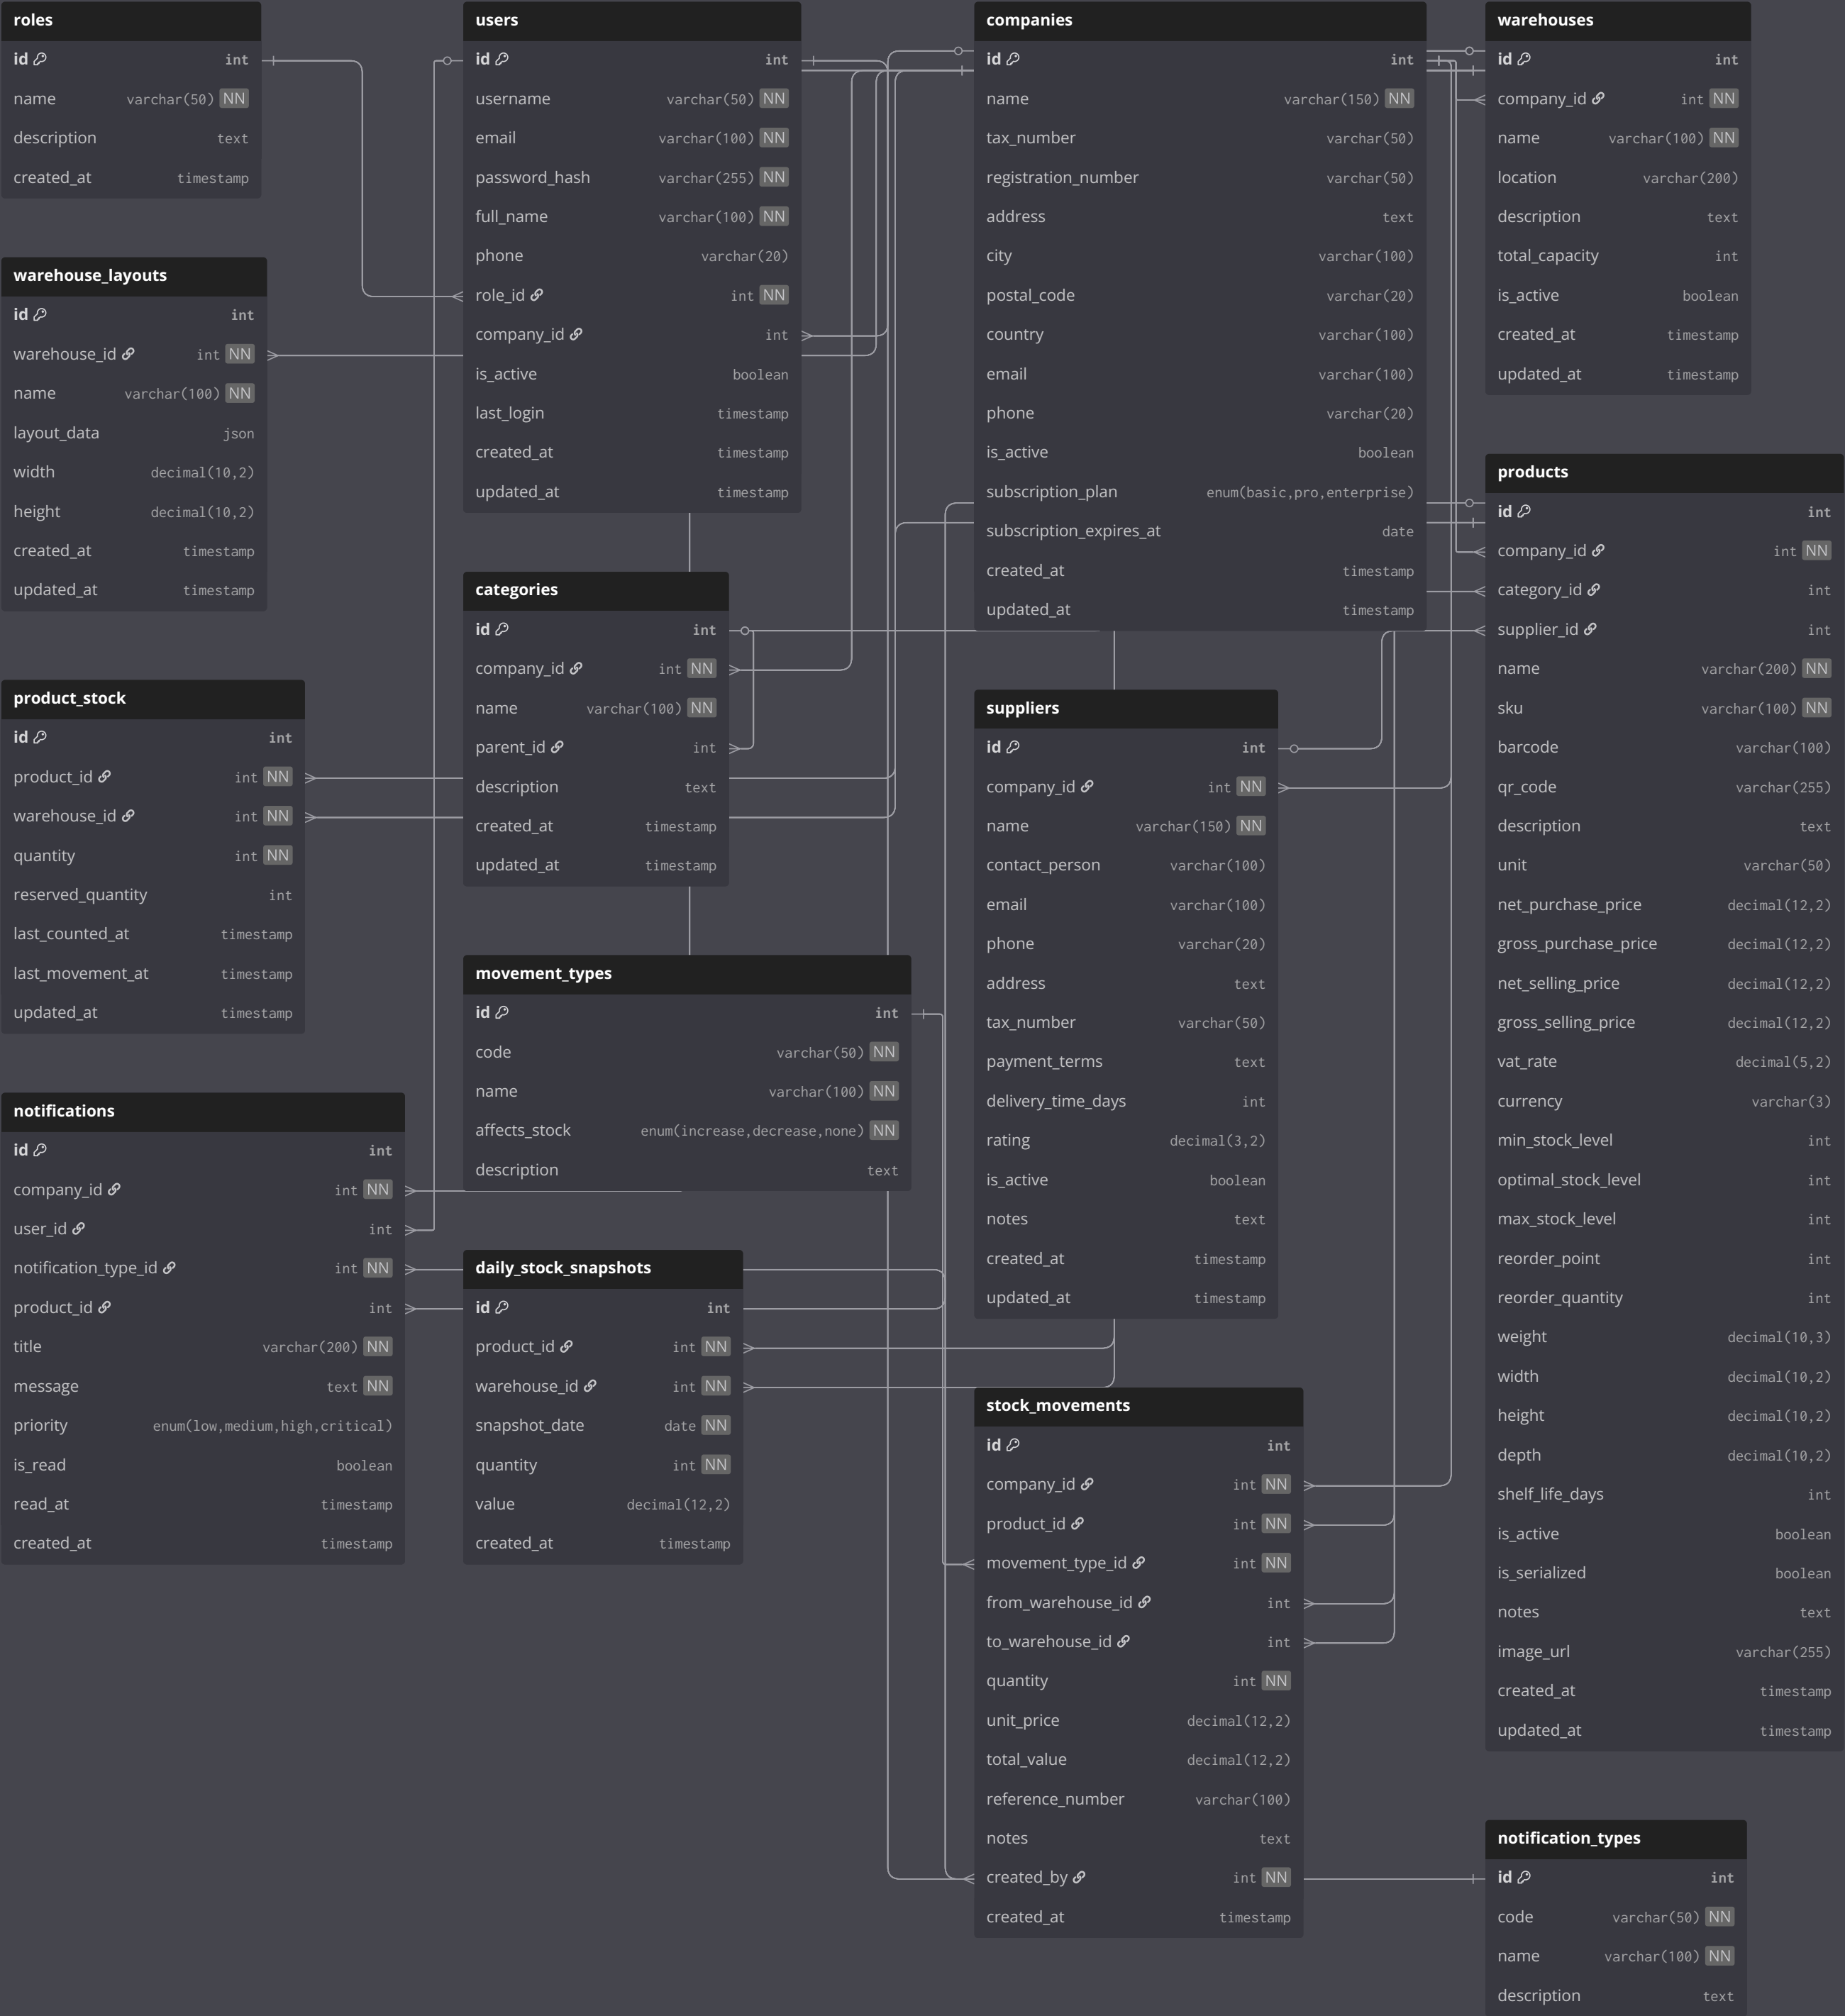 roles
id int
name varchar(50) NN
description text
created_at timestamp
users
id int
username varchar(50) NN
email varchar(100) NN
password_hash varchar(255) NN
full_name varchar(100) NN
phone varchar(20)
role_id int NN
company_id int
is_active boolean
last_login timestamp
created_at timestamp
updated_at timestamp
companies
id int
name varchar(150) NN
tax_number varchar(50)
registration_number varchar(50)
address text
city varchar(100)
postal_code varchar(20)
country varchar(100)
email varchar(100)
phone varchar(20)
is_active boolean
subscription_plan enum(basic,pro,enterprise)
subscription_expires_at date
created_at timestamp
updated_at timestamp
warehouses
id int
company_id int NN
name varchar(100) NN
location varchar(200)
description text
total_capacity int
is_active boolean
created_at timestamp
updated_at timestamp
warehouse_layouts
id int
warehouse_id int NN
name varchar(100) NN
layout_data json
width decimal(10,2)
height decimal(10,2)
created_at timestamp
updated_at timestamp
categories
id int
company_id int NN
name varchar(100) NN
parent_id int
description text
created_at timestamp
updated_at timestamp
suppliers
id int
company_id int NN
name varchar(150) NN
contact_person varchar(100)
email varchar(100)
phone varchar(20)
address text
tax_number varchar(50)
payment_terms text
delivery_time_days int
rating decimal(3,2)
is_active boolean
notes text
created_at timestamp
updated_at timestamp
products
id int
company_id int NN
category_id int
supplier_id int
name varchar(200) NN
sku varchar(100) NN
barcode varchar(100)
qr_code varchar(255)
description text
unit varchar(50)
net_purchase_price decimal(12,2)
gross_purchase_price decimal(12,2)
net_selling_price decimal(12,2)
gross_selling_price decimal(12,2)
vat_rate decimal(5,2)
currency varchar(3)
min_stock_level int
optimal_stock_level int
max_stock_level int
reorder_point int
reorder_quantity int
weight decimal(10,3)
width decimal(10,2)
height decimal(10,2)
depth decimal(10,2)
shelf_life_days int
is_active boolean
is_serialized boolean
notes text
image_url varchar(255)
created_at timestamp
updated_at timestamp
product_stock
id int
product_id int NN
warehouse_id int NN
quantity int NN
reserved_quantity int
last_counted_at timestamp
last_movement_at timestamp
updated_at timestamp
movement_types
id int
code varchar(50) NN
name varchar(100) NN
affects_stock enum(increase,decrease,none) NN
description text
notifications
id int
company_id int NN
user_id int
notification_type_id int NN
product_id int
title varchar(200) NN
message text NN
priority enum(low,medium,high,critical)
is_read boolean
read_at timestamp
created_at timestamp
daily_stock_snapshots
id int
product_id int NN
warehouse_id int NN
snapshot_date date NN
quantity int NN
value decimal(12,2)
created_at timestamp
stock_movements
id int
company_id int NN
product_id int NN
movement_type_id int NN
from_warehouse_id int
to_warehouse_id int
quantity int NN
unit_price decimal(12,2)
total_value decimal(12,2)
reference_number varchar(100)
notes text
created_by int NN
created_at timestamp
notification_types
id int
code varchar(50) NN
name varchar(100) NN
description text